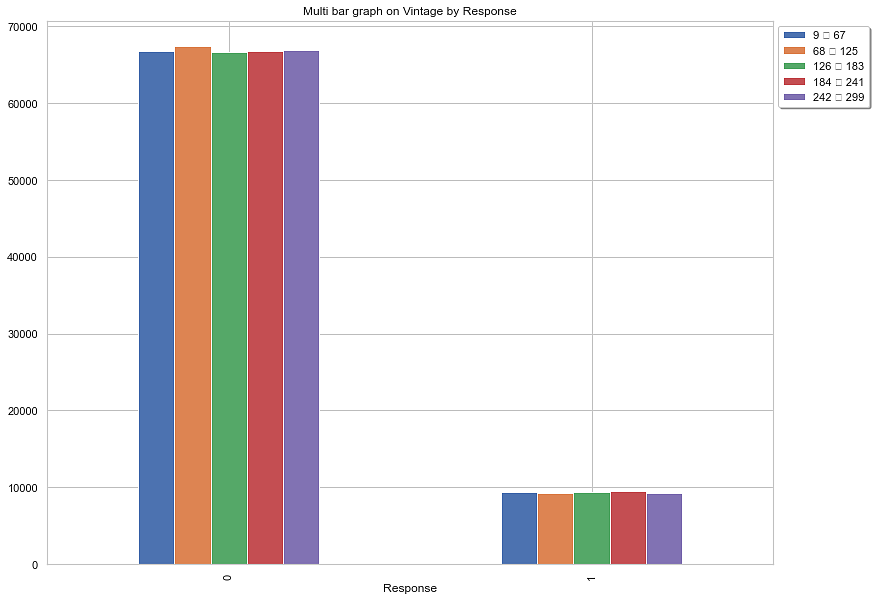 Multi bar graph on Vintage by Response
70000
60000
50000
40000
30000
20000
10000
0
9 □ 67
68 □ 125
126 □ 183
184 □ 241
242 □ 299
0
1
Response